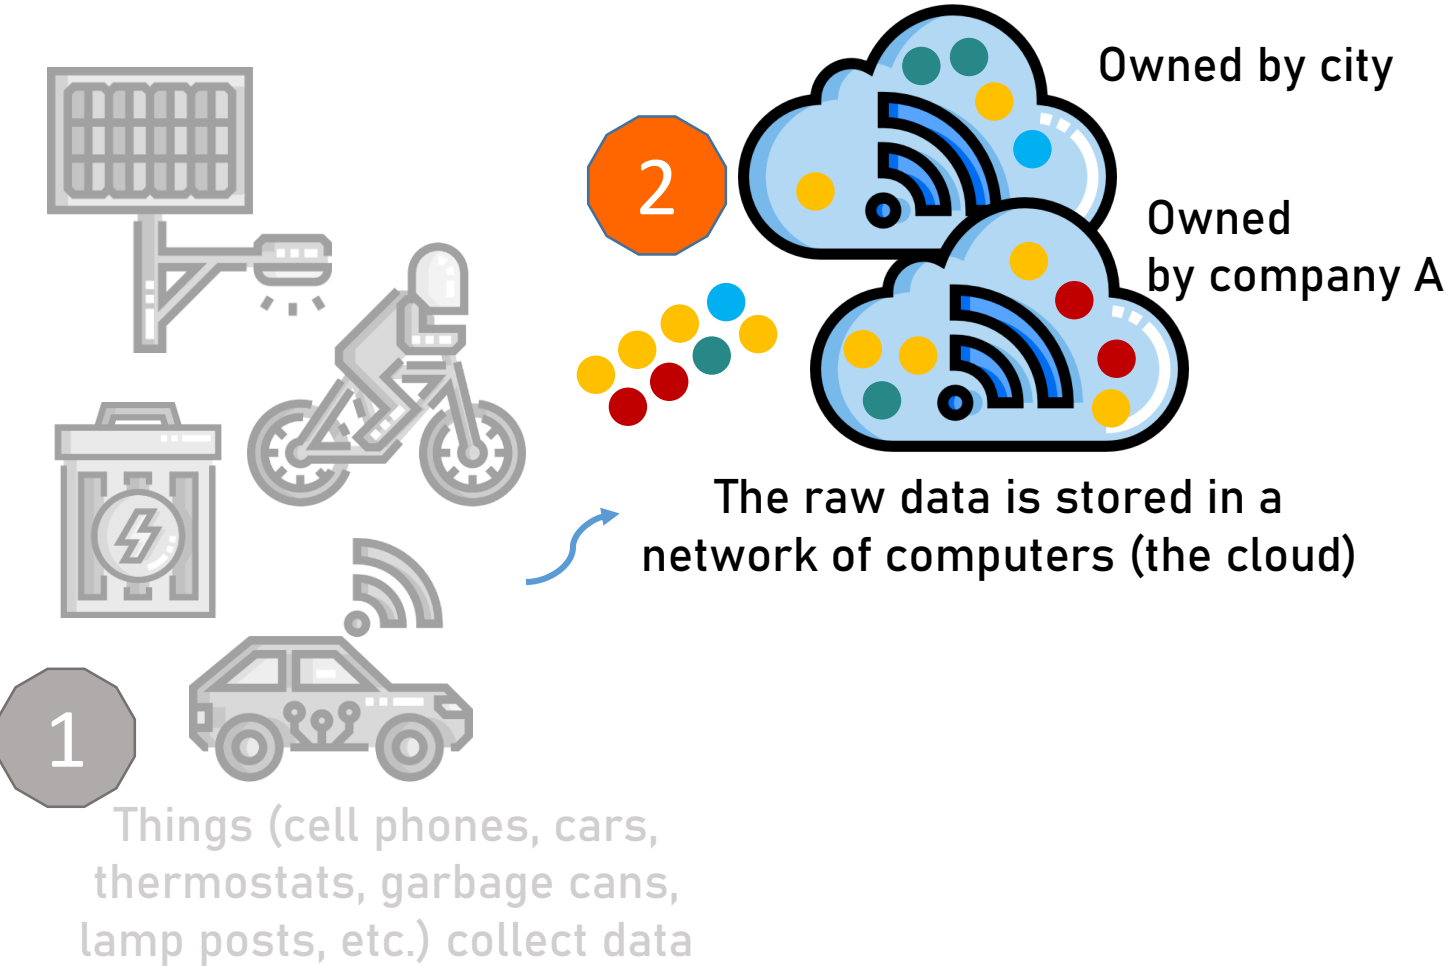 Owned by city
2
Owned
by company A
The raw data is stored in a
network of computers (the cloud)
1
Things (cell phones, cars,
thermostats, garbage cans,
lamp posts, etc.) collect data